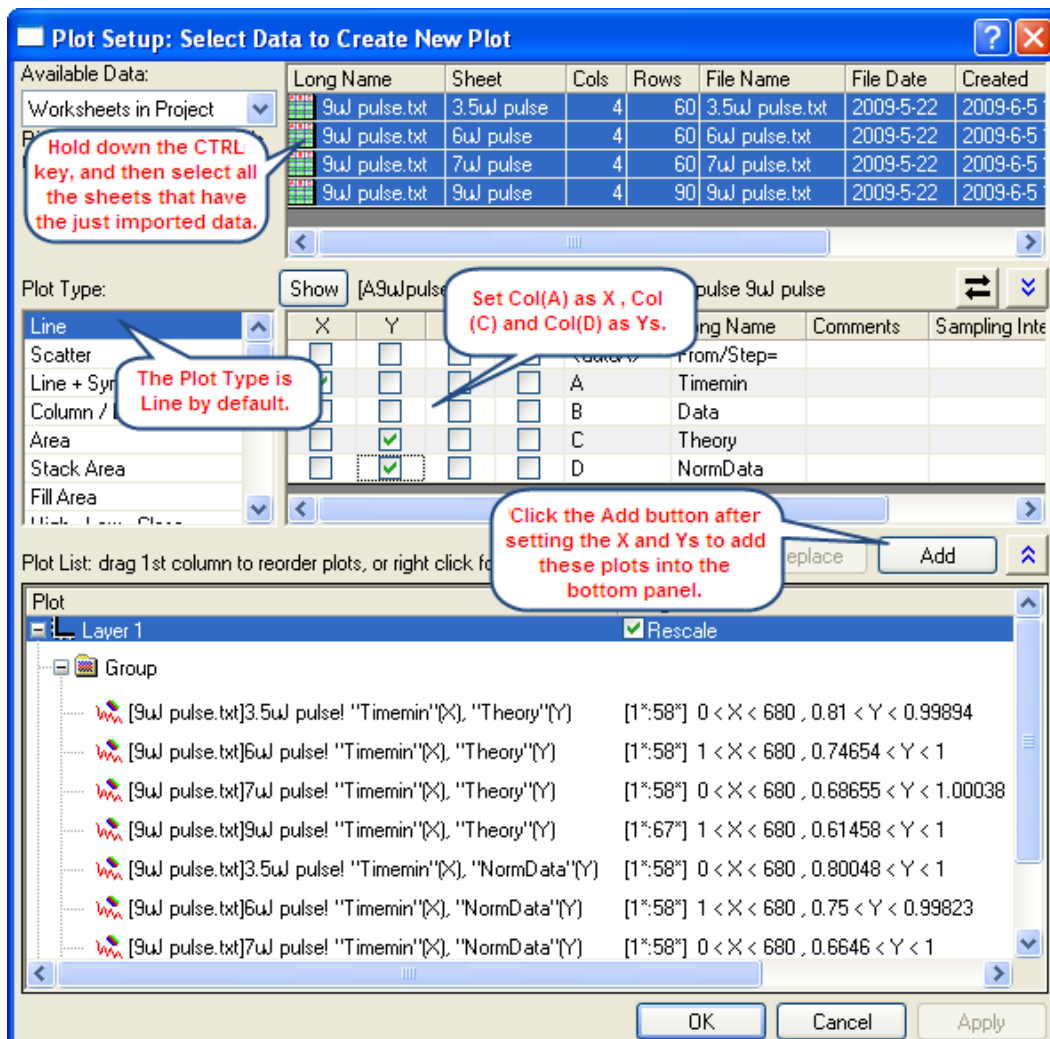 Plot Setup: Select Data to Create New Plot
Available Data:
Worksheets in Project
Long Name Sheet Cols Rows File Name File Date Created
9uJ pulse.txt 3.5uJ pulse 4 60 3.5uJ pulse.txt 2009-5-22 2009-6-5
9uJ pulse.txt 6uJ pulse 4 60 6uJ pulse.txt 2009-5-22 2009-6-5
9uJ pulse.txt 7uJ pulse 4 60 7uJ pulse.txt 2009-5-22 2009-6-5
9uJ pulse.txt 9uJ pulse 4 90 9uJ pulse.txt 2009-5-22 2009-6-5
Hold down the CTRL
key, and then select all
the sheets that have
the just imported data.
Plot Type:
Show [A9uJpuls pulse 9uJ pulse
Set Col(A) as X , Col
(C) and Col(D) as Ys.
Line
Scatter
Line + Sy
Column /
Area
Stack Area
Fill Area
The Plot Type is
Line by default.
X Y ng Name Comments Sampling Inte
From/Step=
A Timemin
B Data
C Theory
D NormData
Click the Add button after
setting the X and Ys to add
these plots into the
bottom panel.
Plot List: drag 1st column to reorder plots, or right click fo eplace Add
Plot
Layer 1 Rescale
Group
[9uJ pulse.txt]3.5uJ pulse! "Timemin"(X), "Theory"(Y) [1*:58*] 0 < X < 680 , 0.81 < Y < 0.99894
[9uJ pulse.txt]6uJ pulse! "Timemin"(X), "Theory"(Y) [1*:58*] 1 < X < 680 , 0.74654 < Y < 1
[9uJ pulse.txt]7uJ pulse! "Timemin"(X), "Theory"(Y) [1*:58*] 0 < X < 680 , 0.68655 < Y < 1.00038
[9uJ pulse.txt]9uJ pulse! "Timemin"(X), "Theory"(Y) [1*:67*] 1 < X < 680 , 0.61458 < Y < 1
[9uJ pulse.txt]3.5uJ pulse! "Timemin"(X), "NormData"(Y) [1*:58*] 0 < X < 680 , 0.80048 < Y < 1
[9uJ pulse.txt]6uJ pulse! "Timemin"(X), "NormData"(Y) [1*:58*] 1 < X < 680 , 0.75 < Y < 0.99823
[9uJ pulse.txt]7uJ pulse! "Timemin"(X), "NormData"(Y) [1*:58*] 0 < X < 680 , 0.6646 < Y < 1
OK Cancel Apply